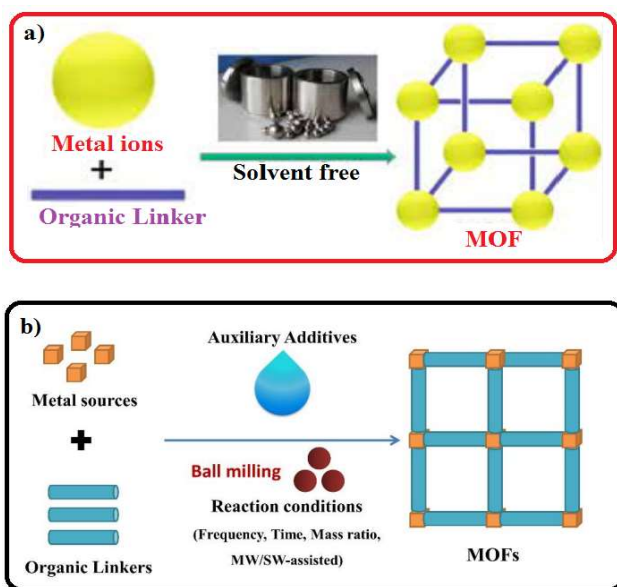 a)
Metal ions
+
Organic Linker
Solvent free
MOF
b)
Metal sources
+
Organic Linkers
Auxiliary Additives
Ball milling
Reaction conditions
(Frequency, Time, Mass ratio,
MW/SW-assisted)
MOFs